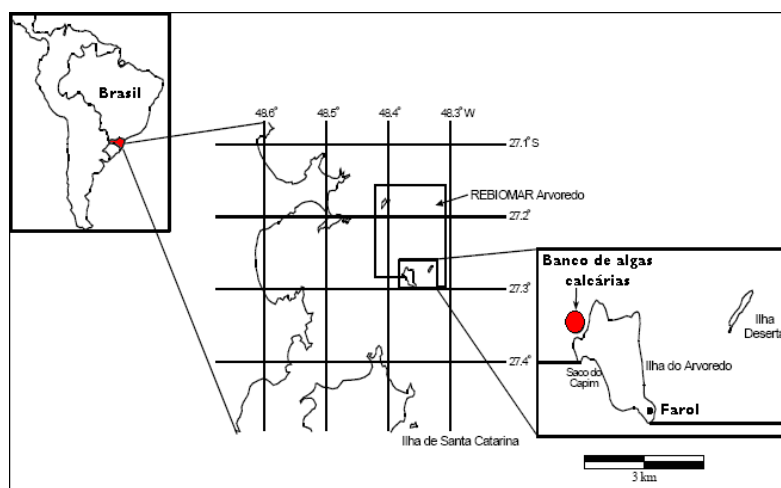 Brasil
48.6°
48.5°
48.4°
48.3° W
27.1° S
REBIOMAR Arvoredo
27.2°
27.3°
27.4°
Ilha de Santa Catarina
Banco de algas
calcárias
Ilha
Deserta
Ilha do Arvoredo
Saco do
Capim
Farol
3 km